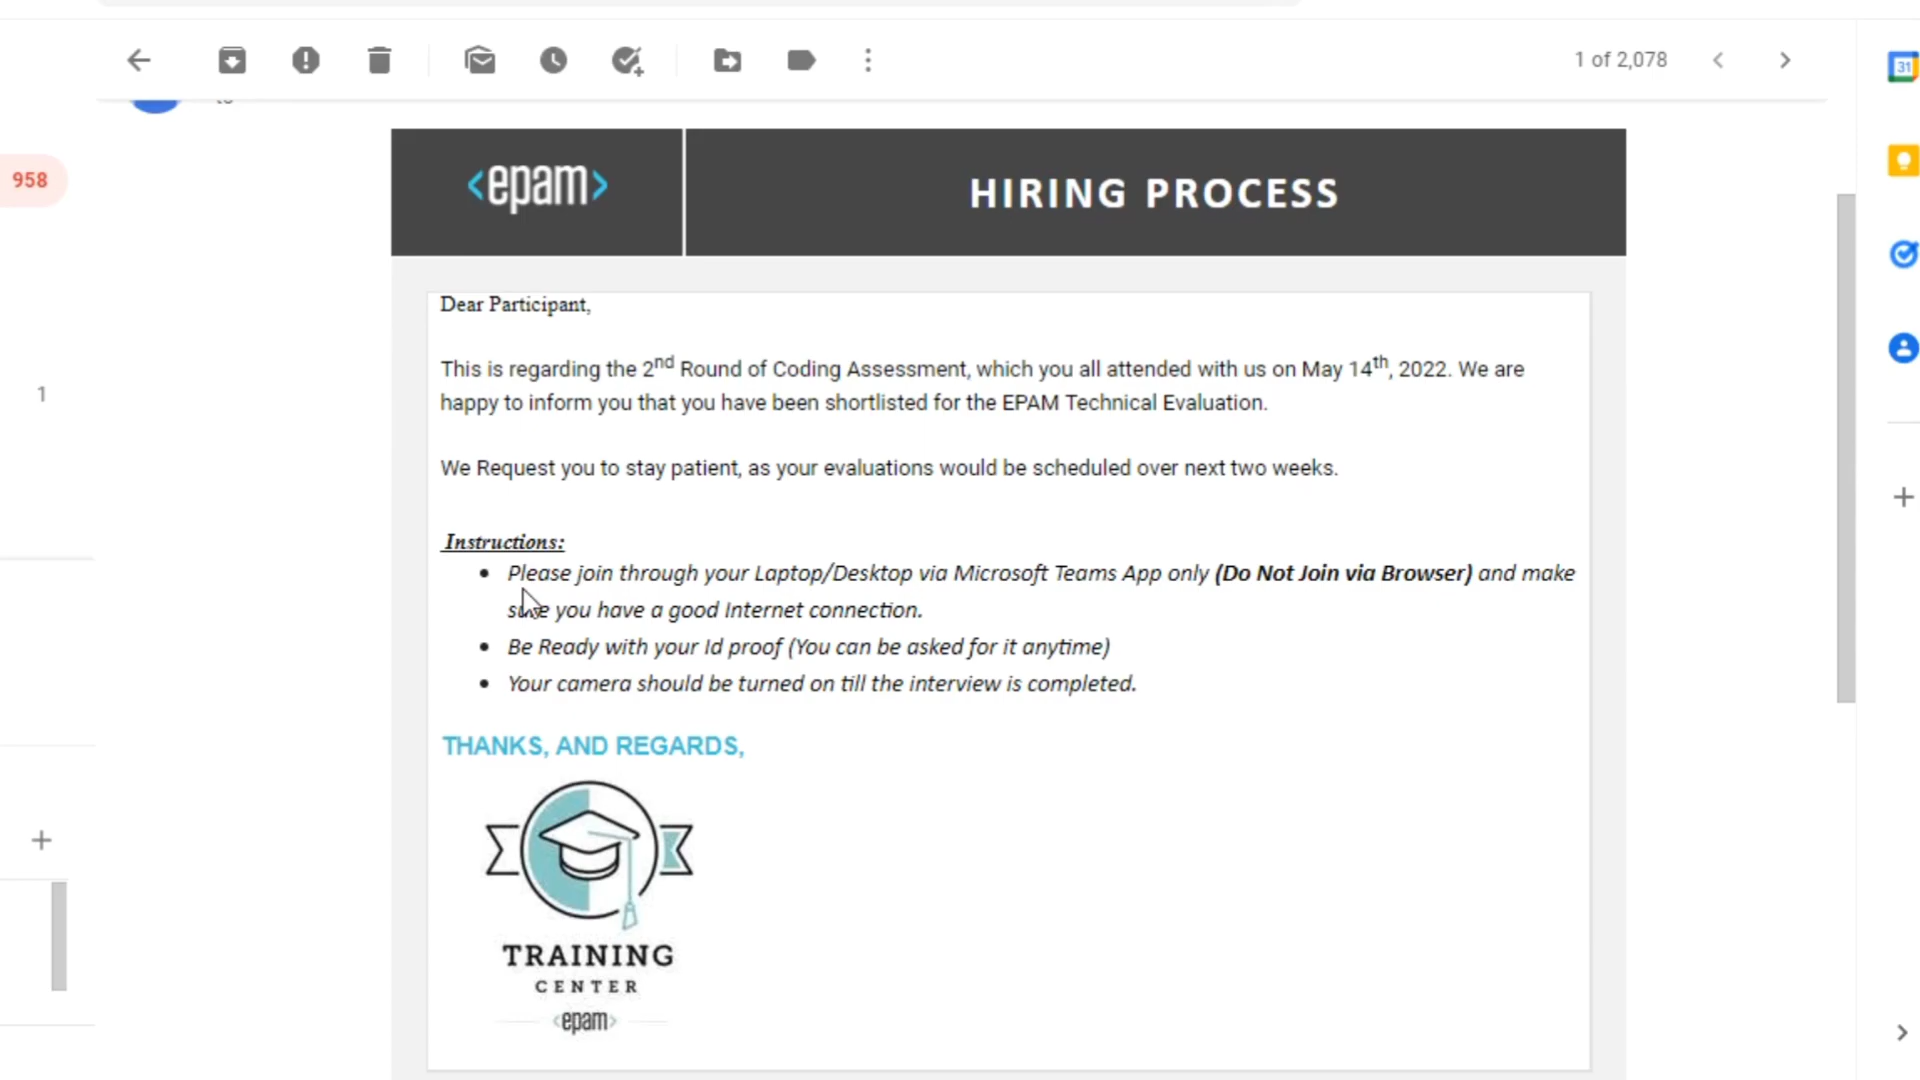 1 of 2,078
31
958
<epam>
HIRING PROCESS
Dear Participant,
This is regarding the 2nd Round of Coding Assessment, which you all attended with us on May 14th, 2022. We are
happy to inform you that you have been shortlisted for the EPAM Technical Evaluation.
1
We Request you to stay patient, as your evaluations would be scheduled over next two weeks.
Instructions:
• Please join through your Laptop/Desktop via Microsoft Teams App only (Do Not Join via Browser) and make
sure you have a good Internet connection.
• Be Ready with your Id proof (You can be asked for it anytime)
• Your camera should be turned on till the interview is completed.
THANKS, AND REGARDS,
TRAINING
CENTER
<epam>